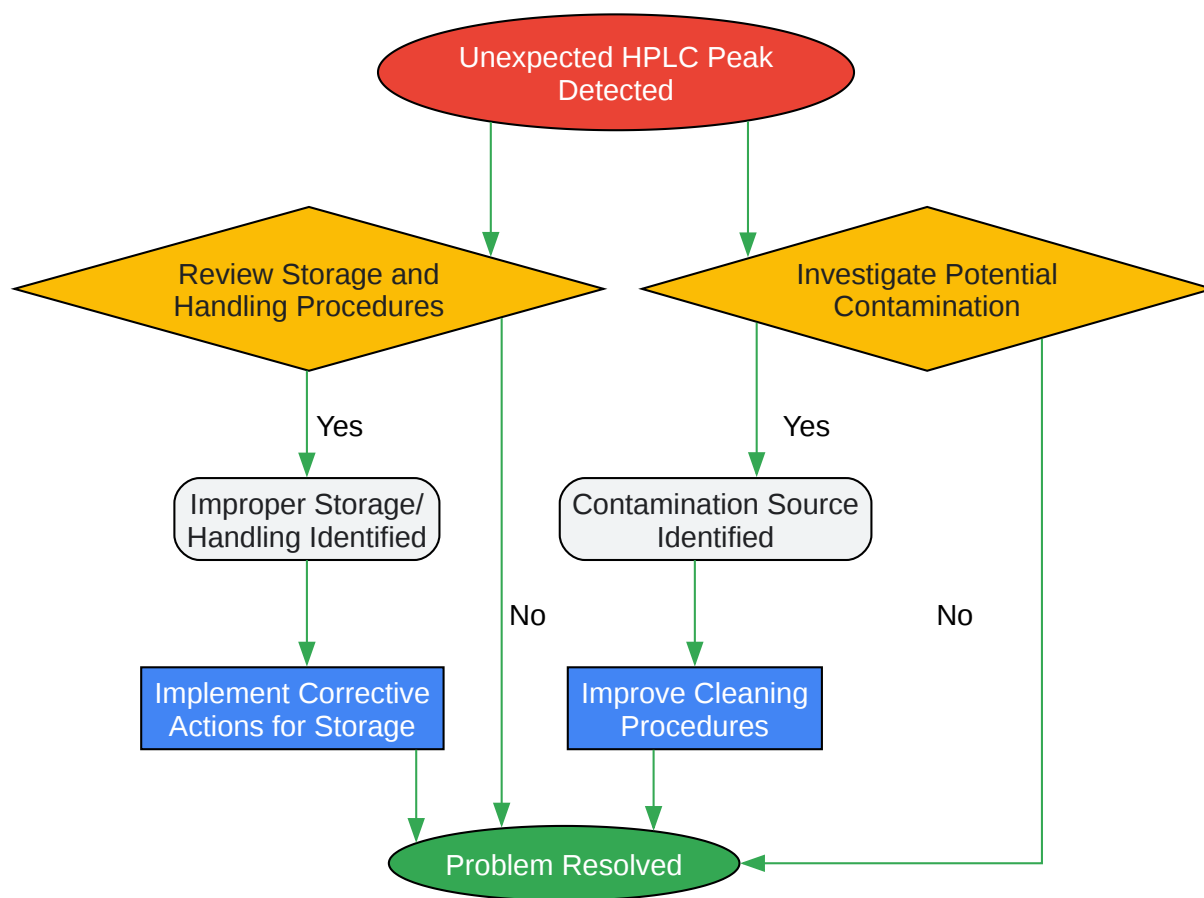 Unexpected HPLC Peak
Detected
Review Storage and
Handling Procedures
Investigate Potential
Contamination
Yes
Yes
Improper Storage/
Handling Identified
Contamination Source
Identified
No
No
Implement Corrective
Actions for Storage
Improve Cleaning
Procedures
Problem Resolved